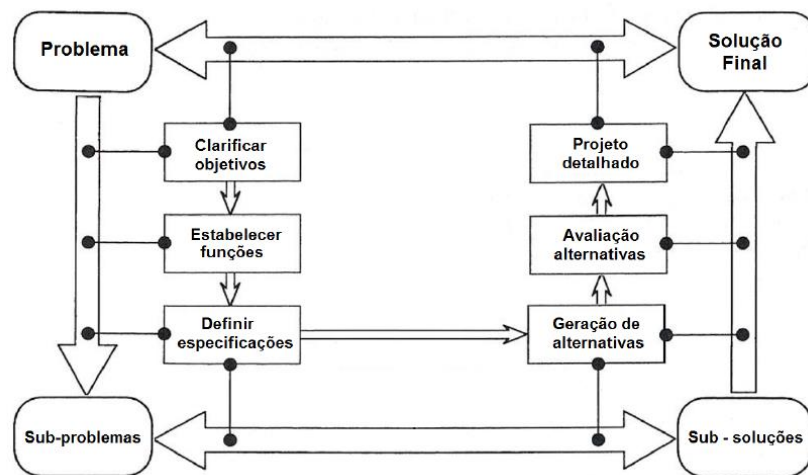 Problema
Solução
Final
Clarificar
objetivos
Projeto
detalhado
Estabelecer
funções
Avaliação
alternativas
Definir
especificações
Geração de
alternativas
Sub-problemas
Sub - soluções